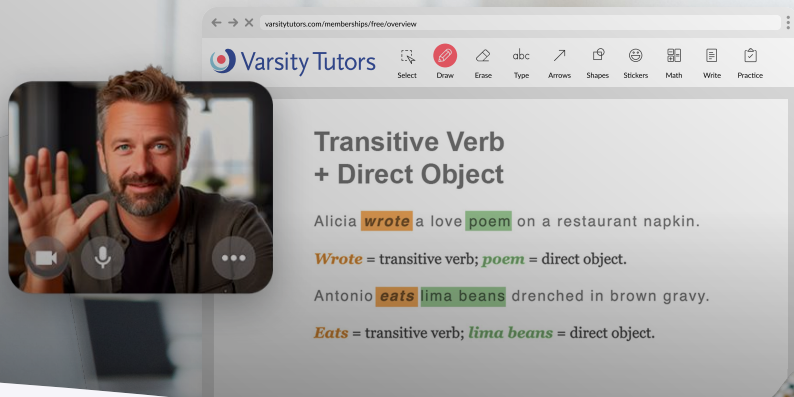 varsitytutors.com/memberships/free/overview
Varsity Tutors
Select Draw Erase abc Type Arrows Shapes Stickers Math Write Practice
Transitive Verb
+ Direct Object
Alicia wrote a love poem on a restaurant napkin.
Wrote = transitive verb; poem = direct object.
Antonio eats lima beans drenched in brown gravy.
Eats = transitive verb; lima beans = direct object.